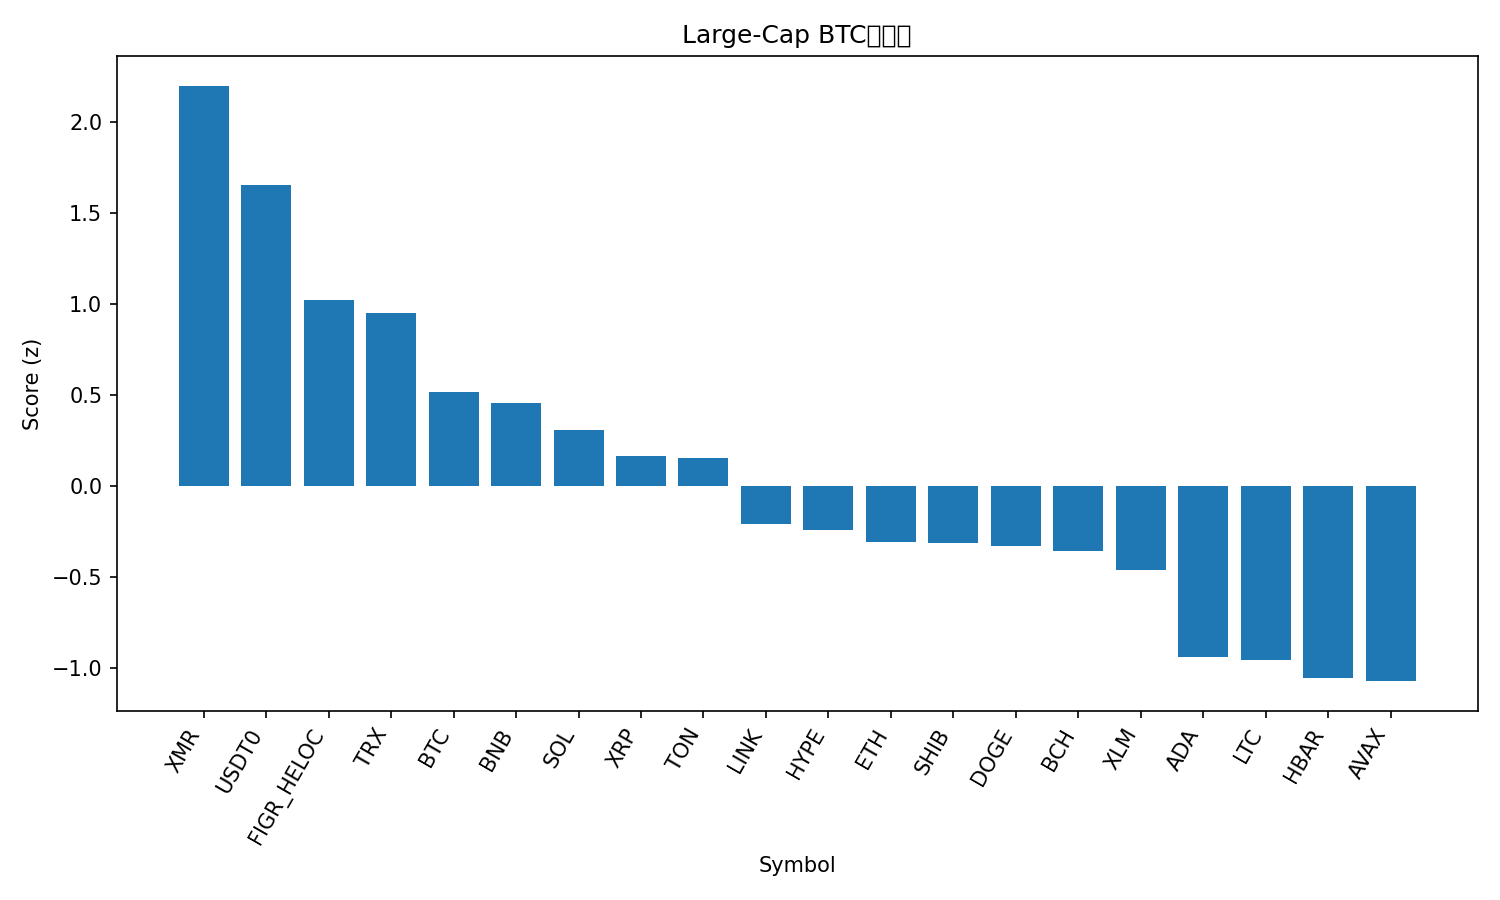 Large-Cap BTC
2.0
1.5
1.0
0.5
0.0
−0.5
−1.0
Score (z)
XMR
USDT0
FIGR_HELOC
TRX
BTC
BNB
SOL
XRP
TON
LINK
HYPE
ETH
SHIB
DOGE
BCH
XLM
ADA
LTC
HBAR
AVAX
Symbol